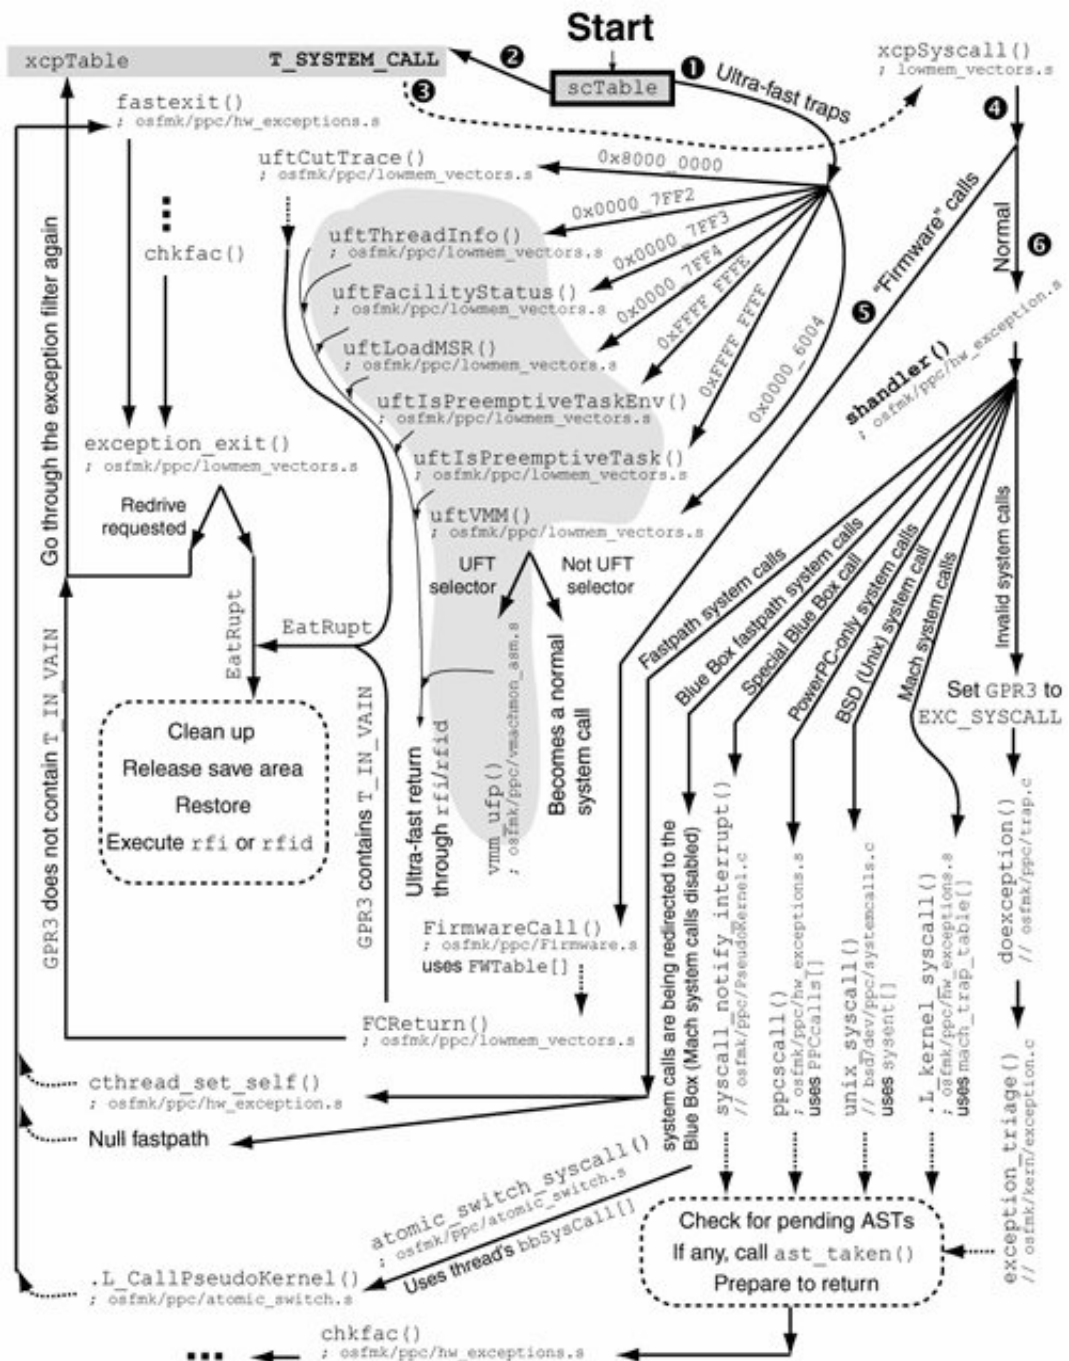 Start
xcpTable T_SYSTEM_CALL
❷
scTable
❶
Ultra-fast traps
xcpSyscall()
; lowmem_vectors.s
❸
❹
fastexit()
; osfmk/ppc/hw_exceptions.s
uftCutTrace()
; osfmk/ppc/lowmem_vectors.s
0x8000_0000
0x0000_7FF2
0x0000_7FF3
0x0000_7FF4
0xFFFF_FFFE
0xFFFF_FFFF
0x0000_6004
❺ "Firmware" calls
Normal
❻
chkfac()
Go through the exception filter again
uftThreadInfo()
; osfmk/ppc/lowmem_vectors.s
uftFacilityStatus()
; osfmk/ppc/lowmem_vectors.s
uftLoadMSR()
; osfmk/ppc/lowmem_vectors.s
uftIsPreemptiveTaskEnv()
; osfmk/ppc/lowmem_vectors.s
uftIsPreemptiveTask()
; osfmk/ppc/lowmem_vectors.s
uftVMM()
; osfmk/ppc/lowmem_vectors.s
shandler()
; osfmk/ppc/hw_exception.s
exception_exit()
; osfmk/ppc/lowmem_vectors.s
Redrive
requested
EatRupt
EatRupt
UFT
selector
Not UFT
selector
Fastpath system calls
Blue Box fastpath system calls
Special Blue Box call
PowerPC-only system calls
BSD (Unix) system call
Mach system calls
Invalid system calls
Set GPR3 to
EXC_SYSCALL
Clean up
Release save area
Restore
Execute rfi or rfid
GPR3 does not contain T_IN_VAIN
GPR3 contains T_IN_VAIN
Ultra-fast return
through rfi/rfid
vmm_ufp()
; osfmk/ppc/vmachmon_asm.s
Becomes a normal
system call
FirmwareCall()
; osfmk/ppc/Firmware.s
uses FWTable[]
FCReturn()
; osfmk/ppc/lowmem_vectors.s
system calls are being redirected to the
Blue Box (Mach system calls disabled)
syscall_notify_interrupt()
// osfmk/ppc/PseudoKernel.c
ppcscall()
; osfmk/ppc/hw_exceptions.s
uses PPCcalls[]
unix_syscall()
// bsd/dev/ppc/systemcalls.c
uses sysent[]
.L_kernel_syscall()
; osfmk/ppc/hw_exceptions.s
uses mach_trap_table[]
doexception()
// osfmk/ppc/trap.c
exception_triage()
// osfmk/kern/exception.c
cthread_set_self()
; osfmk/ppc/hw_exception.s
Null fastpath
atomic_switch_syscall()
; osfmk/ppc/atomic_switch.s
Uses thread's bbSysCall[]
.L_CallPseudoKernel()
; osfmk/ppc/atomic_switch.s
Check for pending ASTs
If any, call ast_taken()
Prepare to return
chkfac()
; osfmk/ppc/hw_exceptions.s